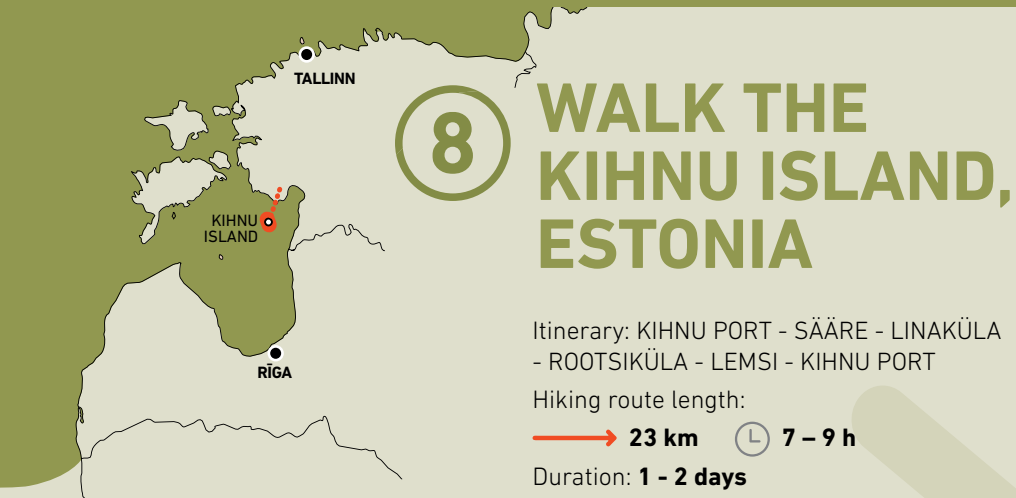 TALLINN
KIHNU
ISLAND
RĪGA
8
WALK THE
KIHNU ISLAND,
ESTONIA
Itinerary: KIHNU PORT - SÄÄRE - LINAKÜLA
- ROOTSIKÜLA - LEMSI - KIHNU PORT
Hiking route length:
23 km 7 – 9 h
Duration: 1 - 2 days